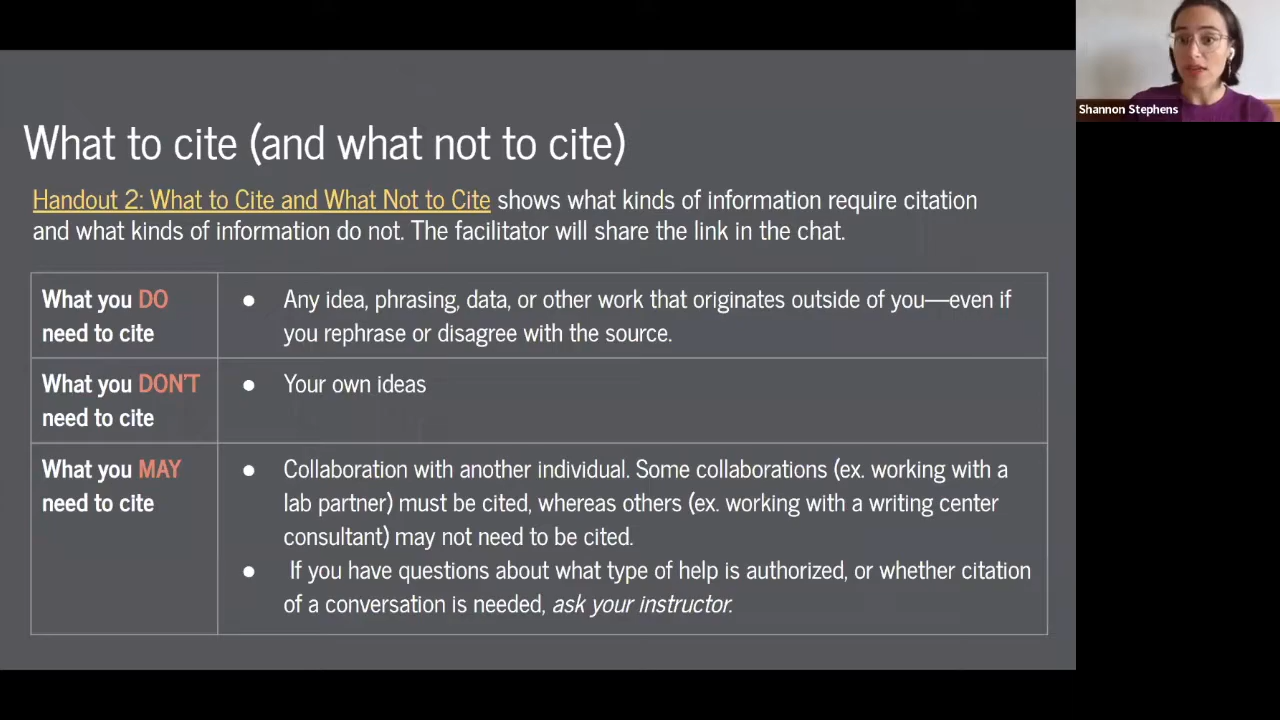 Shannon Stephens
What to cite (and what not to cite)
Handout 2: What to Cite and What Not to Cite shows what kinds of information require citation
and what kinds of information do not. The facilitator will share the link in the chat.
What you DO
need to cite
● Any idea, phrasing, data, or other work that originates outside of you—even if
you rephrase or disagree with the source.
What you DON'T
need to cite
● Your own ideas
What you MAY
need to cite
● Collaboration with another individual. Some collaborations (ex. working with a
lab partner) must be cited, whereas others (ex. working with a writing center
consultant) may not need to be cited.
● If you have questions about what type of help is authorized, or whether citation
of a conversation is needed, ask your instructor.